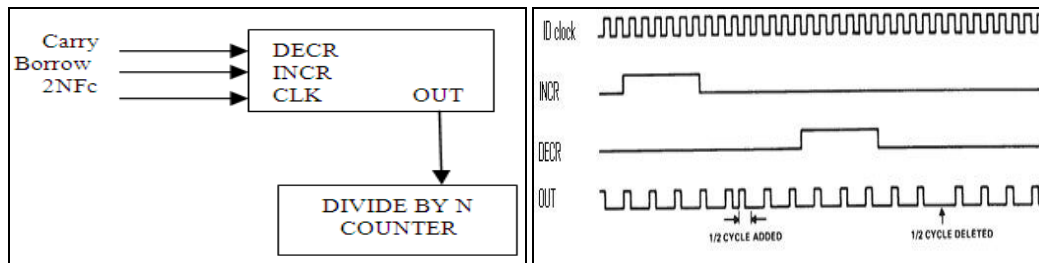 Carry
Borrow
2NFc
DECR
INCR
CLK OUT
DIVIDE BY N
COUNTER
ID clock
INCR
DECR
OUT
1/2 CYCLE ADDED
1/2 CYCLE DELETED